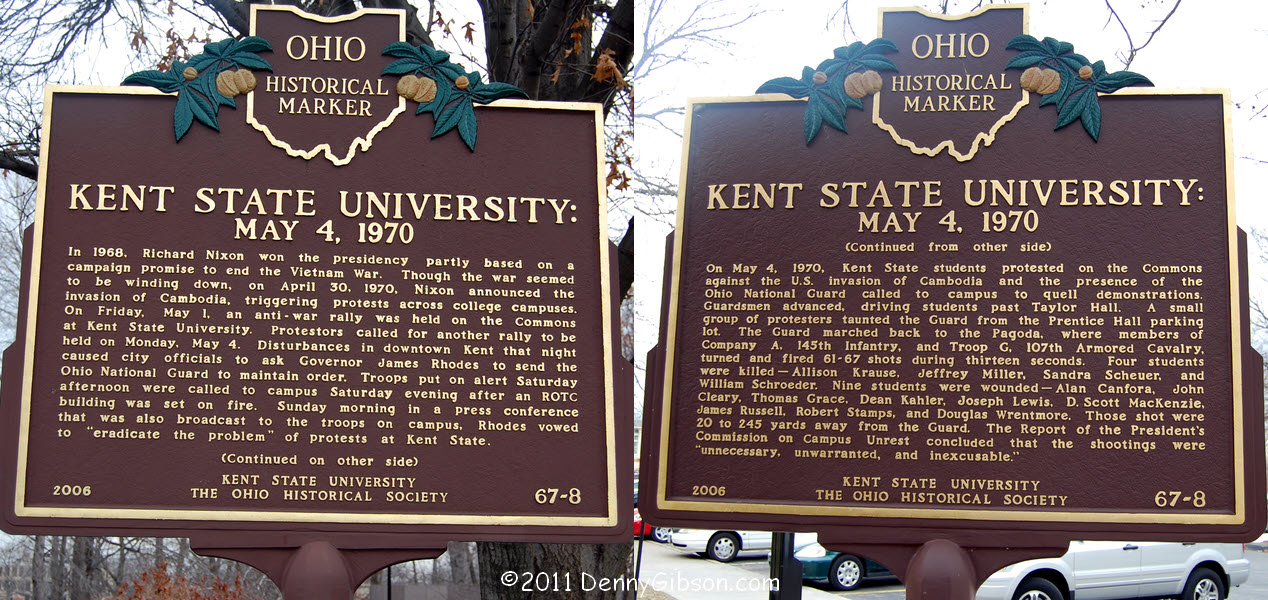 OHIO
HISTORICAL
MARKER
KENT STATE UNIVERSITY:
MAY 4, 1970
In 1968, Richard Nixon won the presidency partly based on a
campaign promise to end the Vietnam War. Though the war seemed
to be winding down, on April 30, 1970, Nixon announced the
invasion of Cambodia, triggering protests across college campuses.
On Friday, May 1, an anti-war rally was held on the Commons
at Kent State University. Protestors called for another rally to be
held on Monday, May 4. Disturbances in downtown Kent that night
caused city officials to ask Governor James Rhodes to send the
Ohio National Guard to maintain order. Troops put on alert Saturday
afternoon were called to campus Saturday evening after an ROTC
building was set on fire. Sunday morning in a press conference
that was also broadcast to the troops on campus, Rhodes vowed
to "eradicate the problem" of protests at Kent State.
(Continued on other side)
KENT STATE UNIVERSITY
2006 THE OHIO HISTORICAL SOCIETY 67-8
OHIO
HISTORICAL
MARKER
KENT STATE UNIVERSITY:
MAY 4, 1970
(Continued from other side)
On May 4, 1970, Kent State students protested on the Commons
against the U.S. invasion of Cambodia and the presence of the
Ohio National Guard called to campus to quell demonstrations.
Guardsmen advanced, driving students past Taylor Hall. A small
group of protesters taunted the Guard from the Prentice Hall parking
lot. The Guard marched back to the Pagoda, where members of
Company A, 145th Infantry, and Troop G, 107th Armored Cavalry,
turned and fired 61-67 shots during thirteen seconds. Four students
were killed—Allison Krause, Jeffrey Miller, Sandra Scheuer, and
William Schroeder. Nine students were wounded—Alan Canfora, John
Cleary, Thomas Grace, Dean Kahler, Joseph Lewis, D. Scott MacKenzie,
James Russell, Robert Stamps, and Douglas Wrentmore. Those shot were
20 to 245 yards away from the Guard. The Report of the President's
Commission on Campus Unrest concluded that the shootings were
"unnecessary, unwarranted, and inexcusable."
KENT STATE UNIVERSITY
2006 THE OHIO HISTORICAL SOCIETY 67-8
©2011 DennyGibson.com